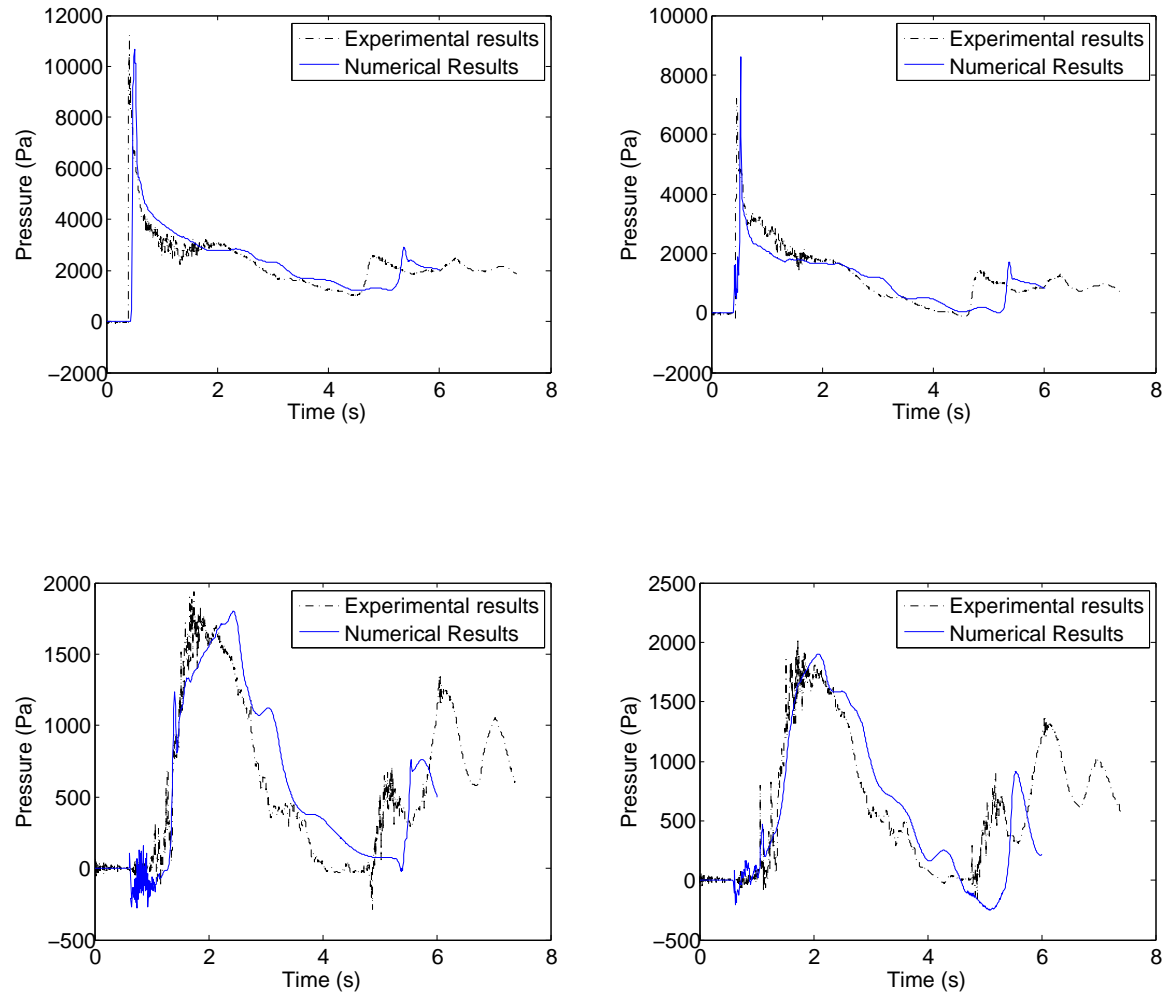 12000
10000
8000
6000
4000
2000
0
−2000
0 2 4 6 8
Time (s)
Pressure (Pa)
Experimental results
Numerical Results
10000
8000
6000
4000
2000
0
−2000
0 2 4 6 8
Time (s)
Pressure (Pa)
Experimental results
Numerical Results
2000
1500
1000
500
0
−500
0 2 4 6 8
Time (s)
Pressure (Pa)
Experimental results
Numerical Results
2500
2000
1500
1000
500
0
−500
0 2 4 6 8
Time (s)
Pressure (Pa)
Experimental results
Numerical Results